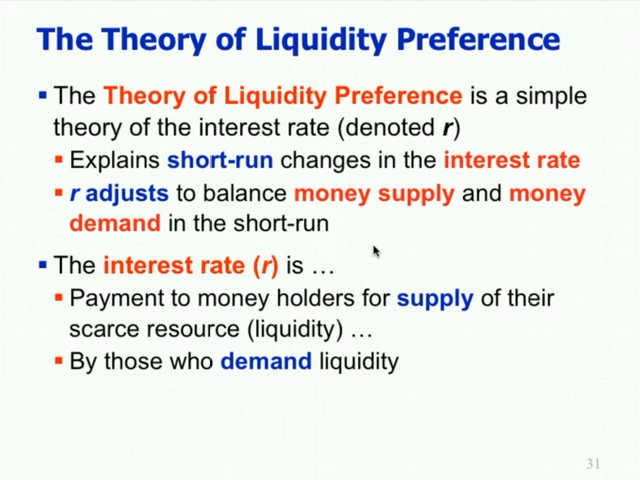 The Theory of Liquidity Preference
▪ The Theory of Liquidity Preference is a simple
theory of the interest rate (denoted r)
▪ Explains short-run changes in the interest rate
▪ r adjusts to balance money supply and money
demand in the short-run
▪ The interest rate (r) is …
▪ Payment to money holders for supply of their
scarce resource (liquidity) …
▪ By those who demand liquidity
31